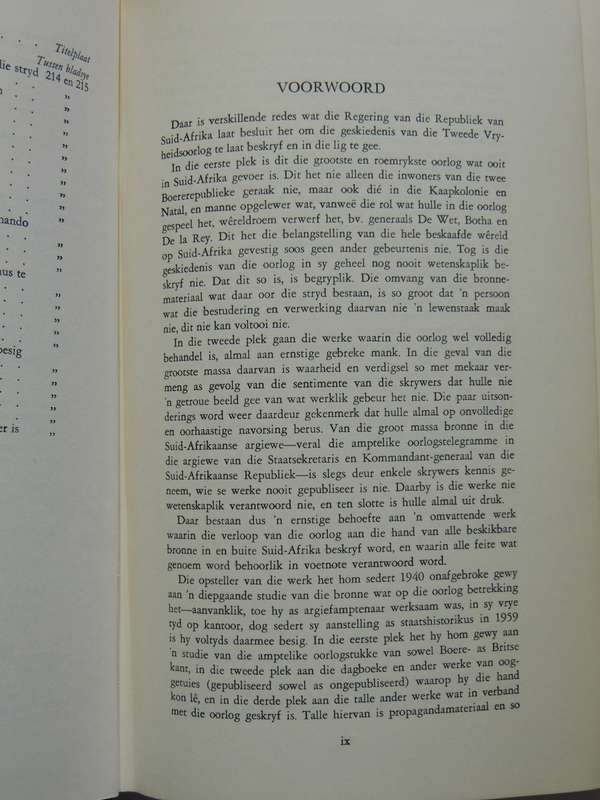 . . . Titelplaat
Tussen bladsye
die stryd 214 en 215
. . „
. . „
. „
. „
. „
. „
. „
. „
mando „
. „
. „
us te „
. „
. „
. „
besig
. „
. „
. „
er is „
VOORWOORD
Daar is verskillende redes wat die Regering van die Republiek van
Suid-Afrika laat besluit het om die geskiedenis van die Tweede Vry-
heidsoorlog te laat beskryf en in die lig te gee.
In die eerste plek is dit die grootste en roemrykste oorlog wat ooit
in Suid-Afrika gevoer is. Dit het nie alleen die inwoners van die twee
Boererepublieke geraak nie, maar ook dié in die Kaapkolonie en
Natal, en manne opgelewer wat, vanweë die rol wat hulle in die oorlog
gespeel het, wêreldroem verwerf het, bv. generaals De Wet, Botha en
De la Rey. Dit het die belangstelling van die hele beskaafde wêreld
op Suid-Afrika gevestig soos geen ander gebeurtenis nie. Tog is die
geskiedenis van die oorlog in sy geheel nog nooit wetenskaplik be-
skryf nie. Dat dit so is, is begryplik. Die omvang van die bronne-
materiaal wat daar oor die stryd bestaan, is so groot dat 'n persoon
wat die bestudering en verwerking daarvan nie 'n lewenstaak maak
nie, dit nie kan voltooi nie.
In die tweede plek gaan die werke waarin die oorlog wel volledig
behandel is, almal aan ernstige gebreke mank. In die geval van die
grootste massa daarvan is waarheid en verdigsel so met mekaar ver-
meng as gevolg van die sentimente van die skrywers dat hulle nie
'n getroue beeld gee van wat werklik gebeur het nie. Die paar uitson-
derings word weer daardeur gekenmerk dat hulle almal op onvolledige
en oorhaastige navorsing berus. Van die groot massa bronne in die
Suid-Afrikaanse argiewe—veral die amptelike oorlogstelegramme in
die argiewe van die Staatsekretaris en Kommandant-generaal van die
Suid-Afrikaanse Republiek—is slegs deur enkele skrywers kennis ge-
neem, wie se werke nooit gepubliseer is nie. Daarby is die werke nie
wetenskaplik verantwoord nie, en ten slotte is hulle almal uit druk.
Daar bestaan dus 'n ernstige behoefte aan 'n omvattende werk
waarin die verloop van die oorlog aan die hand van alle beskikbare
bronne in en buite Suid-Afrika beskryf word, en waarin alle feite wat
genoem word behoorlik in voetnote verantwoord word.
Die opsteller van die werk het hom sedert 1940 onafgebroke gewy
aan 'n diepgaande studie van die bronne wat op die oorlog betrekking
het—aanvanklik, toe hy as argiefamptenaar werksaam was, in sy vrye
tyd op kantoor, dog sedert sy aanstelling as staatshistorikus in 1959
is hy voltyds daarmee besig. In die eerste plek het hy hom gewy aan
'n studie van die amptelike oorlogstukke van sowel Boere- as Britse
kant, in die tweede plek aan die dagboeke en ander werke van oog-
getuies (gepubliseerd sowel as ongepubliseerd) waarop hy die hand
kon lê, en in die derde plek aan die talle ander werke wat in verband
met die oorlog geskryf is. Talle hiervan is propagandamateriaal en so
ix